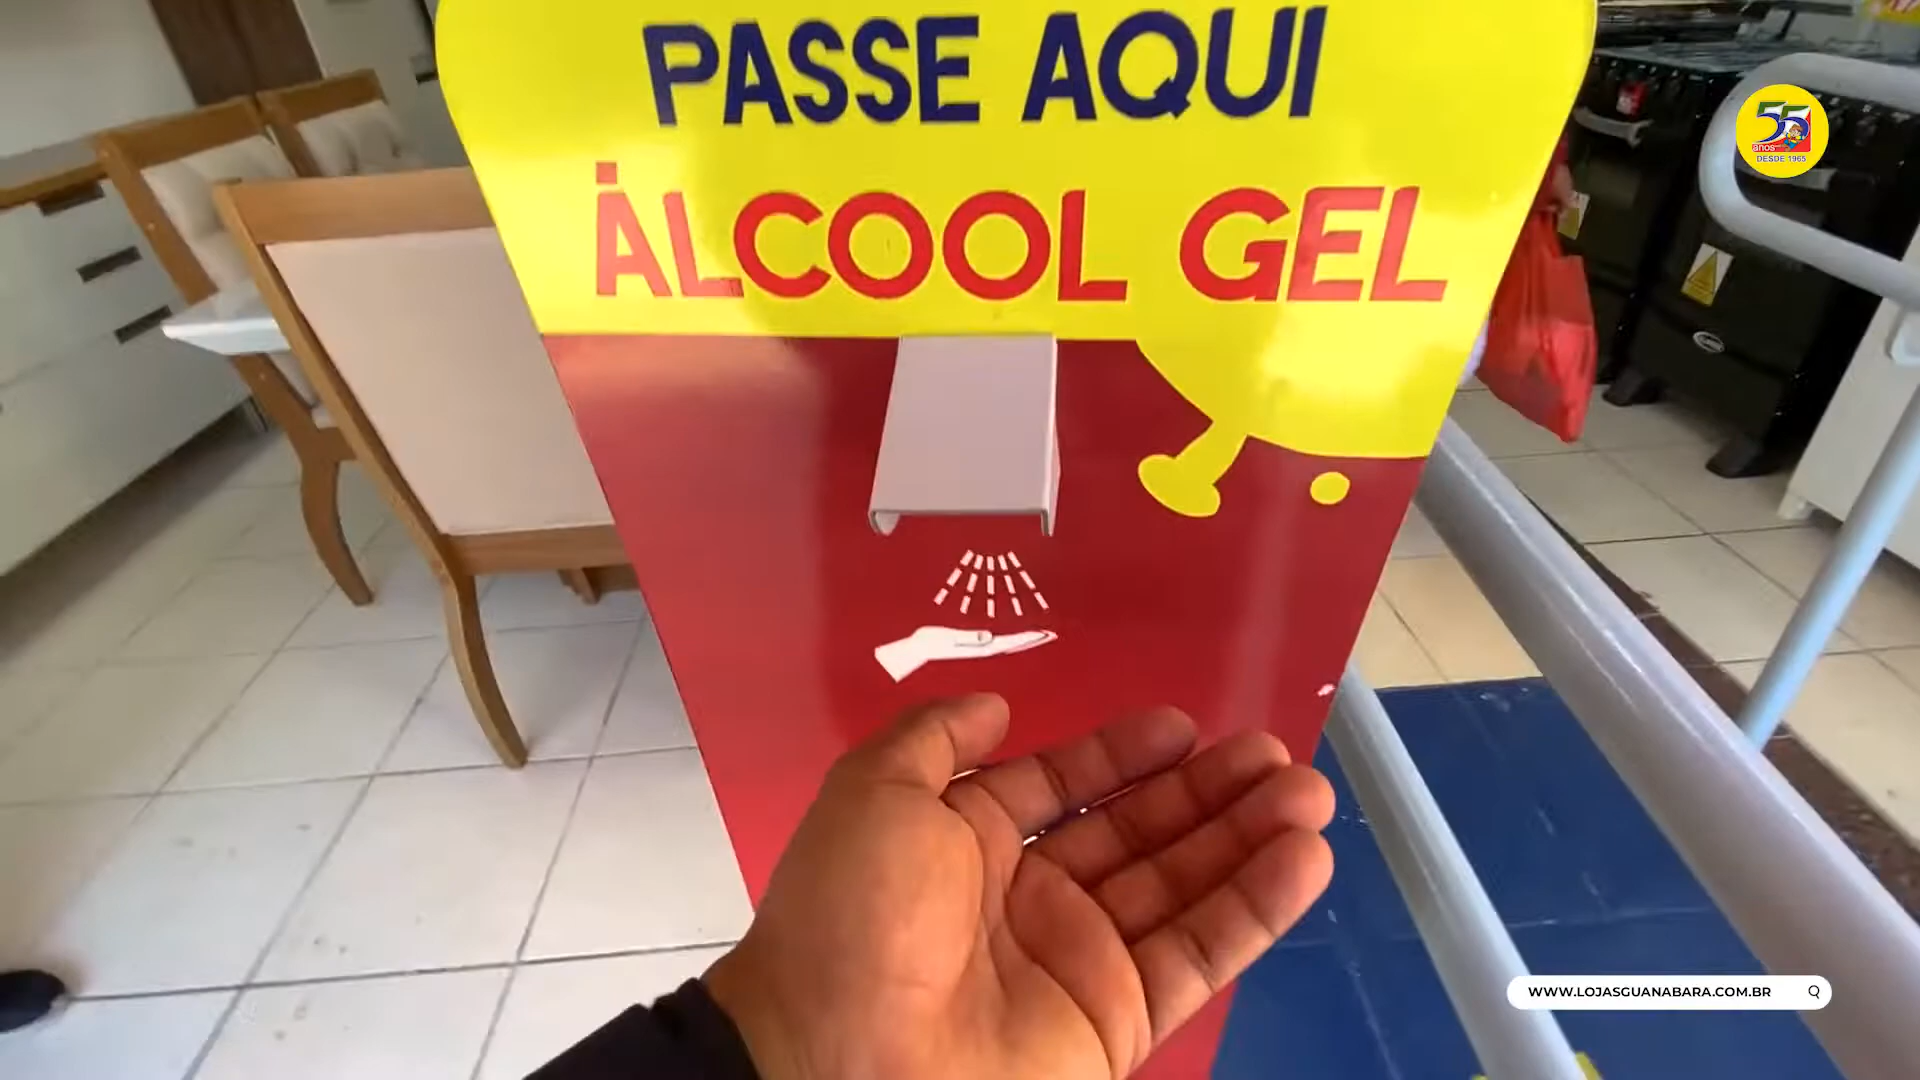 PASSE AQUI
ÀLCOOL GEL
55
anos
DESDE 1965
WWW.LOJASGUANABARA.COM.BR